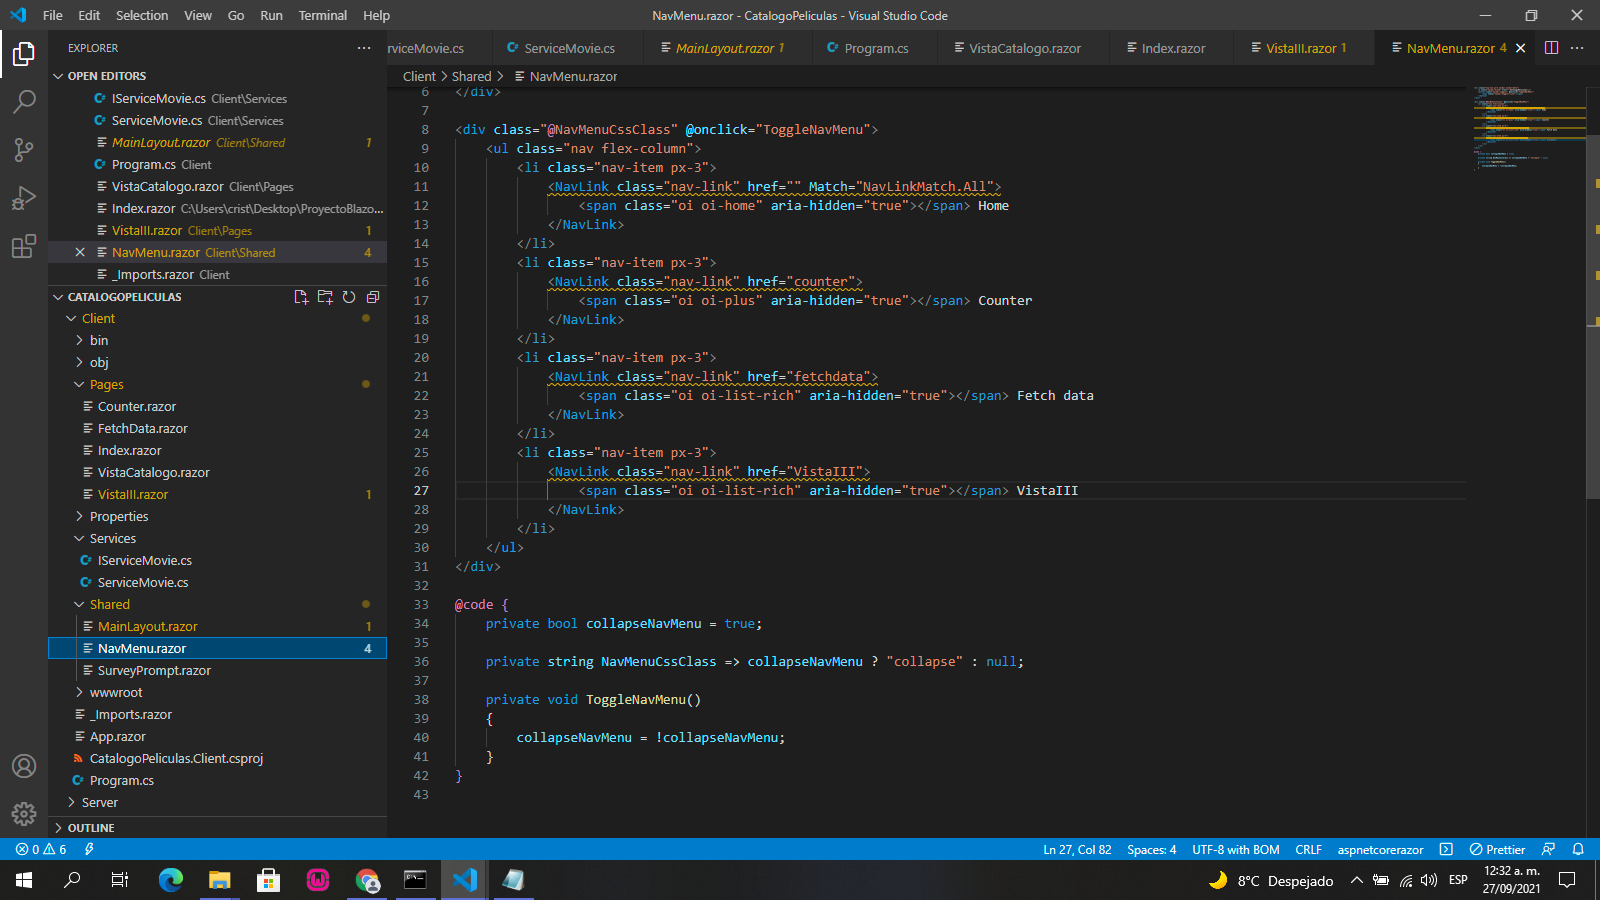 File Edit Selection View Go Run Terminal Help
NavMenu.razor - CatalogoPeliculas - Visual Studio Code
EXPLORER
OPEN EDITORS
IServiceMovie.cs Client\Services
ServiceMovie.cs Client\Services
MainLayout.razor Client\Shared 1
Program.cs Client
VistaCatalogo.razor Client\Pages
Index.razor C:\Users\crist\Desktop\ProyectoBlazo...
VistaIII.razor Client\Pages 1
NavMenu.razor Client\Shared 4
_Imports.razor Client
CATALOGOPELICULAS
Client
bin
obj
Pages
Counter.razor
FetchData.razor
Index.razor
VistaCatalogo.razor
VistaIII.razor 1
Properties
Services
IServiceMovie.cs
ServiceMovie.cs
Shared
MainLayout.razor 1
NavMenu.razor 4
SurveyPrompt.razor
wwwroot
_Imports.razor
App.razor
CatalogoPeliculas.Client.csproj
Program.cs
Server
OUTLINE
rviceMovie.cs ServiceMovie.cs MainLayout.razor 1 Program.cs VistaCatalogo.razor Index.razor VistaIII.razor 1 NavMenu.razor 4
Client > Shared > NavMenu.razor
6 </div>
7
8 <div class="@NavMenuCssClass" @onclick="ToggleNavMenu">
9 <ul class="nav flex-column">
10 <li class="nav-item px-3">
11 <NavLink class="nav-link" href="" Match="NavLinkMatch.All">
12 <span class="oi oi-home" aria-hidden="true"></span> Home
13 </NavLink>
14 </li>
15 <li class="nav-item px-3">
16 <NavLink class="nav-link" href="counter">
17 <span class="oi oi-plus" aria-hidden="true"></span> Counter
18 </NavLink>
19 </li>
20 <li class="nav-item px-3">
21 <NavLink class="nav-link" href="fetchdata">
22 <span class="oi oi-list-rich" aria-hidden="true"></span> Fetch data
23 </NavLink>
24 </li>
25 <li class="nav-item px-3">
26 <NavLink class="nav-link" href="VistaIII">
27 <span class="oi oi-list-rich" aria-hidden="true"></span> VistaIII
28 </NavLink>
29 </li>
30 </ul>
31 </div>
32
33 @code {
34 private bool collapseNavMenu = true;
35
36 private string NavMenuCssClass => collapseNavMenu ? "collapse" : null;
37
38 private void ToggleNavMenu()
39 {
40 collapseNavMenu = !collapseNavMenu;
41 }
42 }
43
0 6
Ln 27, Col 82 Spaces: 4 UTF-8 with BOM CRLF aspnetcorerazor Prettier
8°C Despejado ESP
12:32 a. m.
27/09/2021